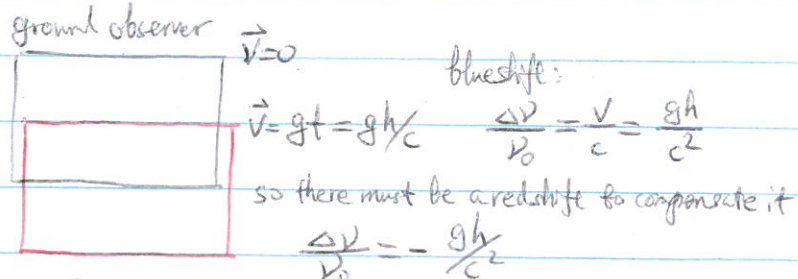 ground observer
v⃗=0
blueshift:
v⃗=gt=gh/c Δν/ν₀ = v/c = gh/c²
so there must be a redshift to compensate it
Δν/ν₀ = - gh/c²